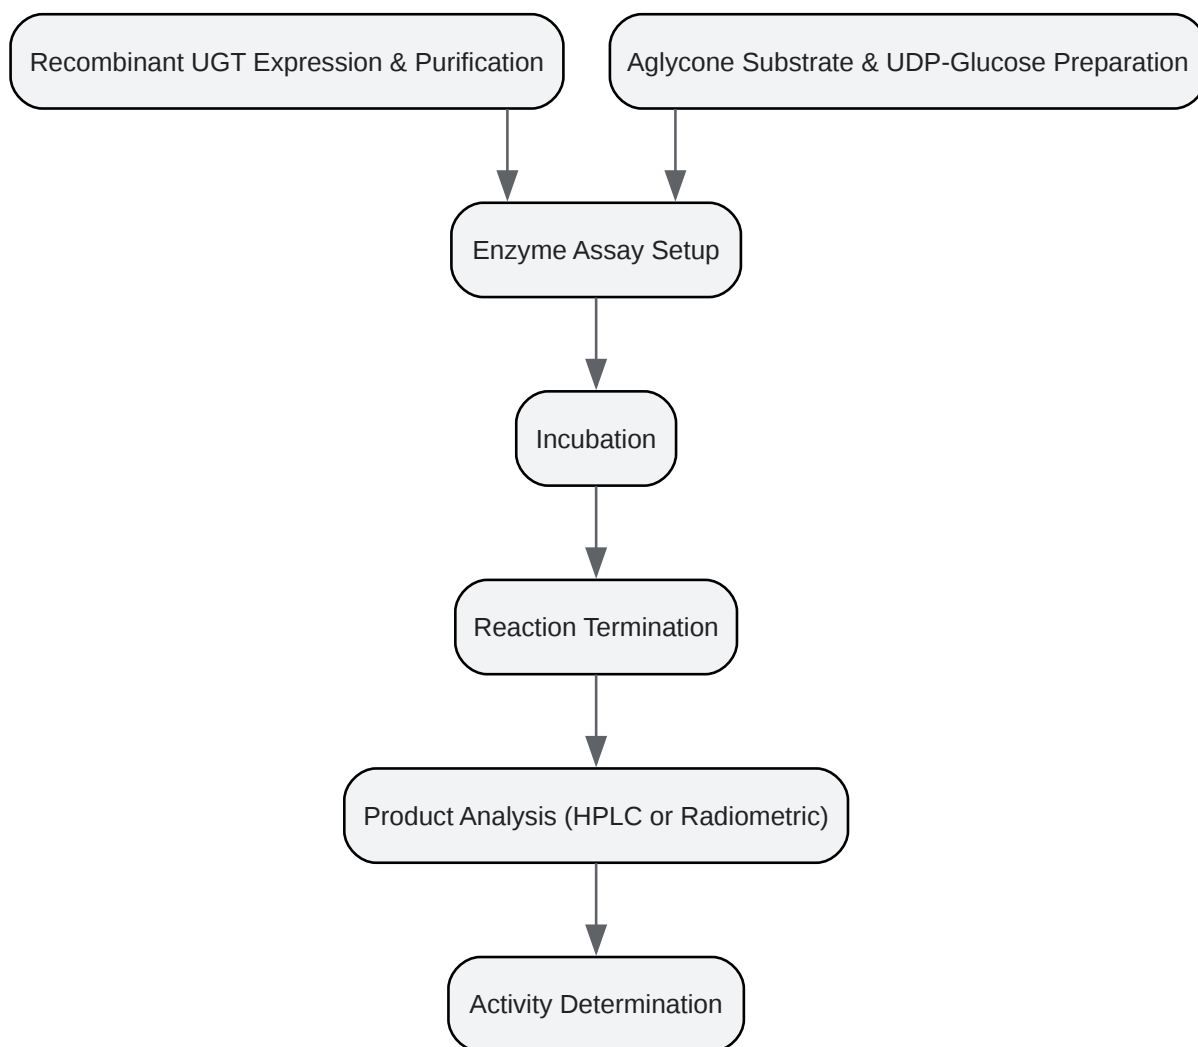 Recombinant UGT Expression & Purification
Aglycone Substrate & UDP-Glucose Preparation
Enzyme Assay Setup
Incubation
Reaction Termination
Product Analysis (HPLC or Radiometric)
Activity Determination